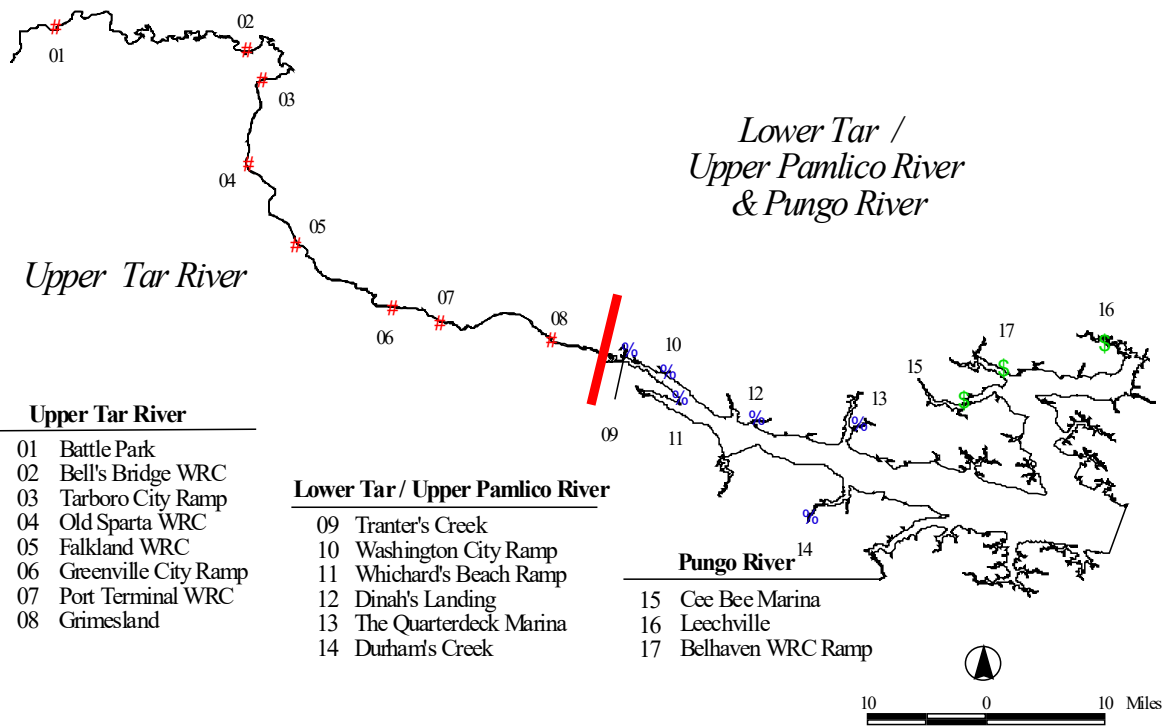 01
02
03
04
05
06
07
08
09
10
11
12
13
14
15
16
17
#
#
#
#
#
#
#
#
%
%
%
%
%
%
$
$
$
Lower Tar /
Upper Pamlico River
& Pungo River
Upper Tar River
Upper Tar River
01 Battle Park
02 Bell's Bridge WRC
03 Tarboro City Ramp
04 Old Sparta WRC
05 Falkland WRC
06 Greenville City Ramp
07 Port Terminal WRC
08 Grimesland
Lower Tar / Upper Pamlico River
09 Tranter's Creek
10 Washington City Ramp
11 Whichard's Beach Ramp
12 Dinah's Landing
13 The Quarterdeck Marina
14 Durham's Creek
Pungo River
15 Cee Bee Marina
16 Leechville
17 Belhaven WRC Ramp
10 0 10 Miles